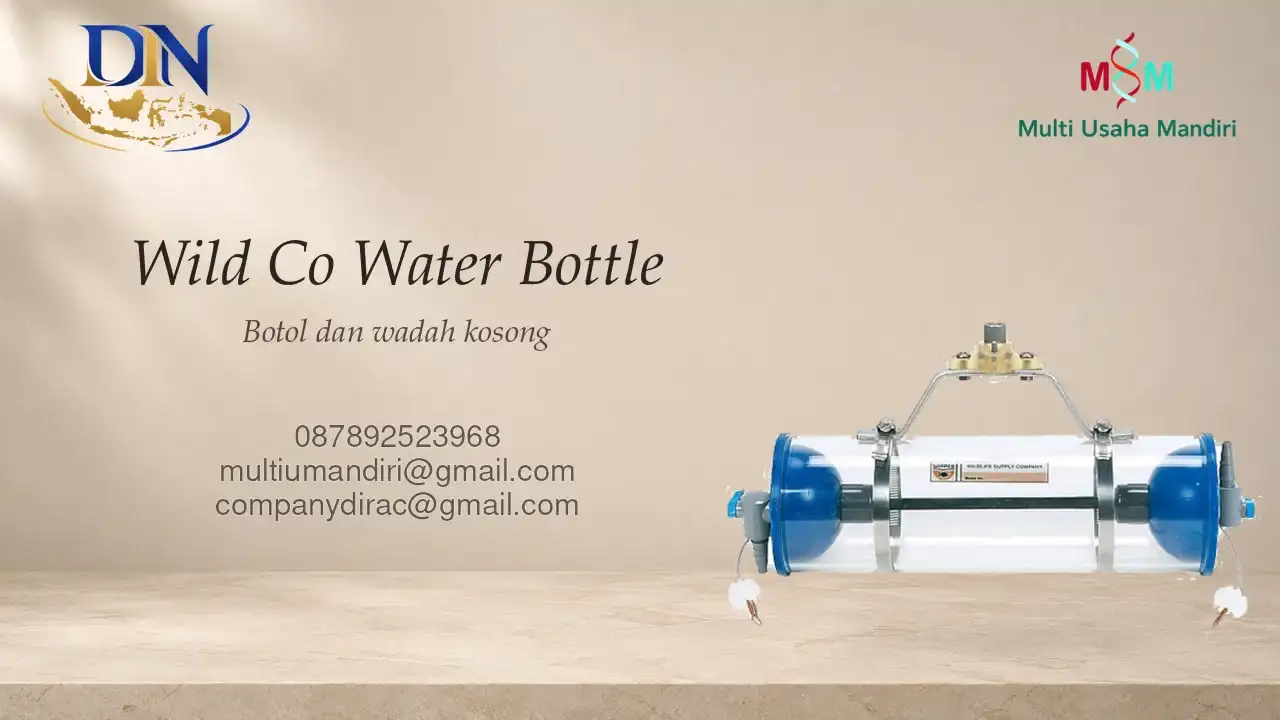 DN
M M
Multi Usaha Mandiri
Wild Co Water Bottle
Botol dan wadah kosong
087892523968
multiumandiri@gmail.com
companydirac@gmail.com
WILDLIFE SUPPLY COMPANY